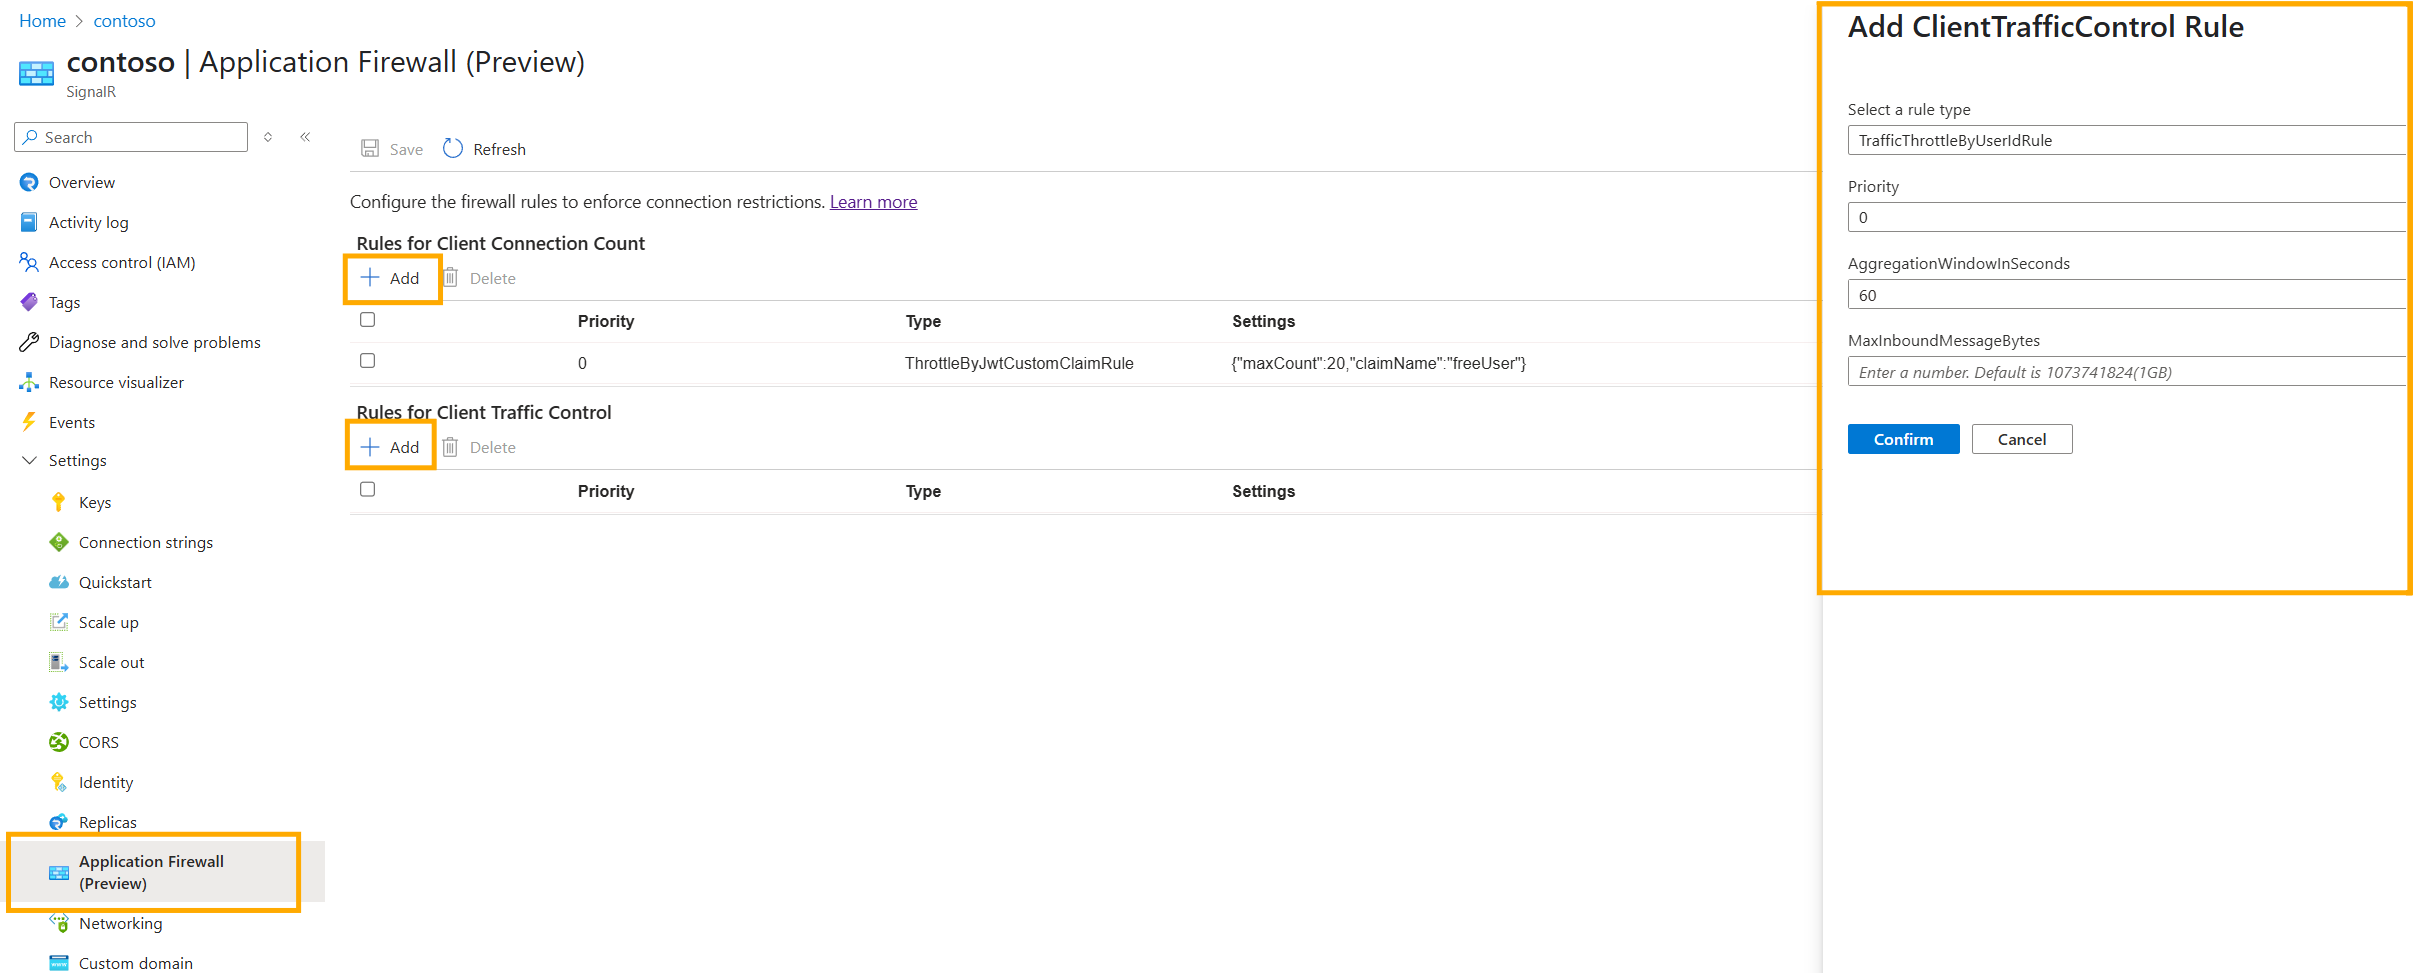 Home > contoso
contoso | Application Firewall (Preview)
SignalR
Search
Overview
Activity log
Access control (IAM)
Tags
Diagnose and solve problems
Resource visualizer
Events
Settings
Keys
Connection strings
Quickstart
Scale up
Scale out
Settings
CORS
Identity
Replicas
Application Firewall
(Preview)
Networking
Custom domain
Save Refresh
Configure the firewall rules to enforce connection restrictions. Learn more
Rules for Client Connection Count
Add Delete
Priority Type Settings
0 ThrottleByJwtCustomClaimRule {"maxCount":20,"claimName":"freeUser"}
Rules for Client Traffic Control
Add Delete
Priority Type Settings
Add ClientTrafficControl Rule
Select a rule type
TrafficThrottleByUserIdRule
Priority
0
AggregationWindowInSeconds
60
MaxInboundMessageBytes
Enter a number. Default is 1073741824(1GB)
Confirm Cancel